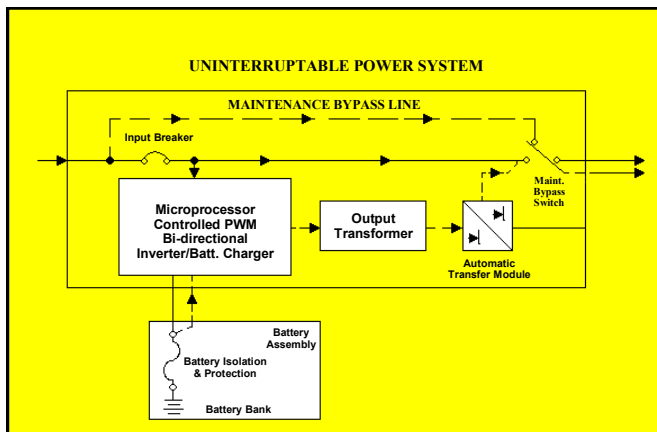 UNINTERRUPTABLE POWER SYSTEM
MAINTENANCE BYPASS LINE
Input Breaker
Maint.
Bypass
Switch
Microprocessor
Controlled PWM
Bi-directional
Inverter/Batt. Charger
Output
Transformer
Automatic
Transfer Module
Battery
Assembly
Battery Isolation
& Protection
Battery Bank